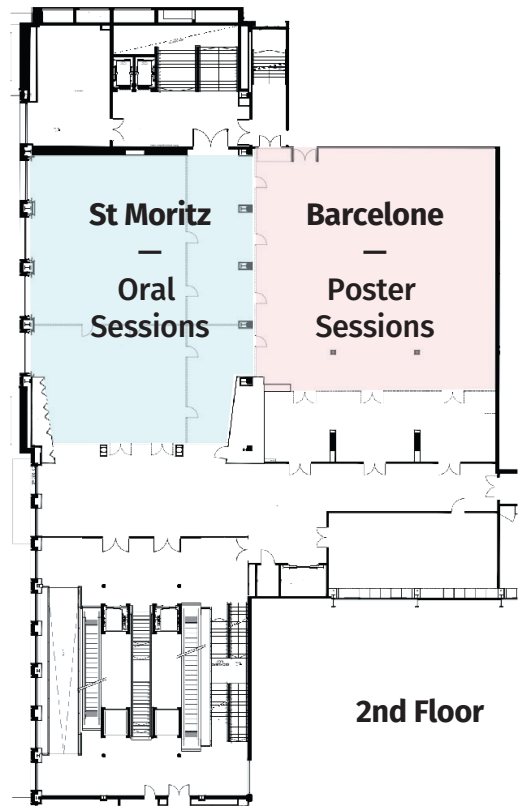 St Moritz
—
Oral
Sessions
Barcelone
—
Poster
Sessions
2nd Floor